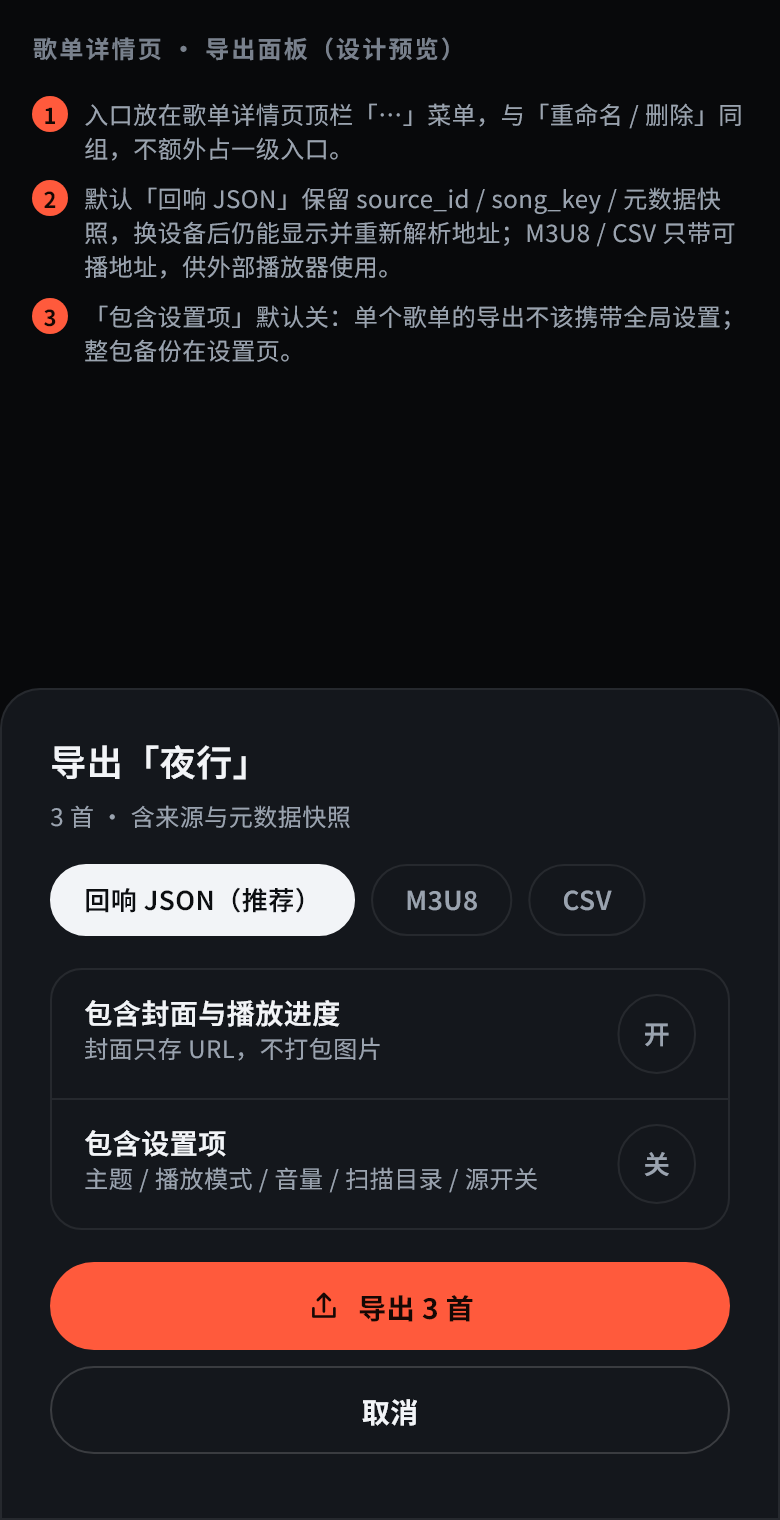 歌单详情页 · 导出面板（设计预览）
1 入口放在歌单详情页顶栏「…」菜单，与「重命名 / 删除」同
组，不额外占一级入口。
2 默认「回响 JSON」保留 source_id / song_key / 元数据快
照，换设备后仍能显示并重新解析地址；M3U8 / CSV 只带可
播地址，供外部播放器使用。
3 「包含设置项」默认关：单个歌单的导出不该携带全局设置；
整包备份在设置页。
导出「夜行」
3 首 · 含来源与元数据快照
回响 JSON（推荐） M3U8 CSV
包含封面与播放进度
封面只存 URL，不打包图片
开
包含设置项
主题 / 播放模式 / 音量 / 扫描目录 / 源开关
关
导出 3 首
取消